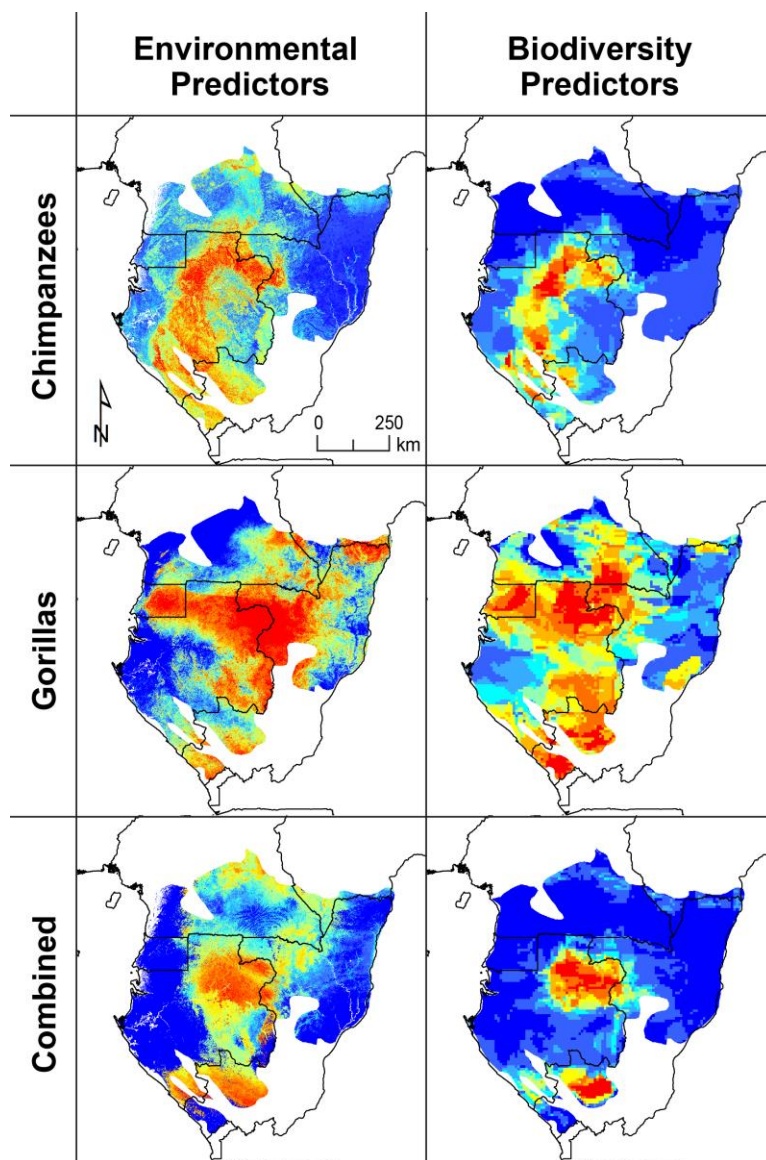 Environmental
Predictors
Biodiversity
Predictors
Chimpanzees
N
0 250
km
Gorillas
Combined